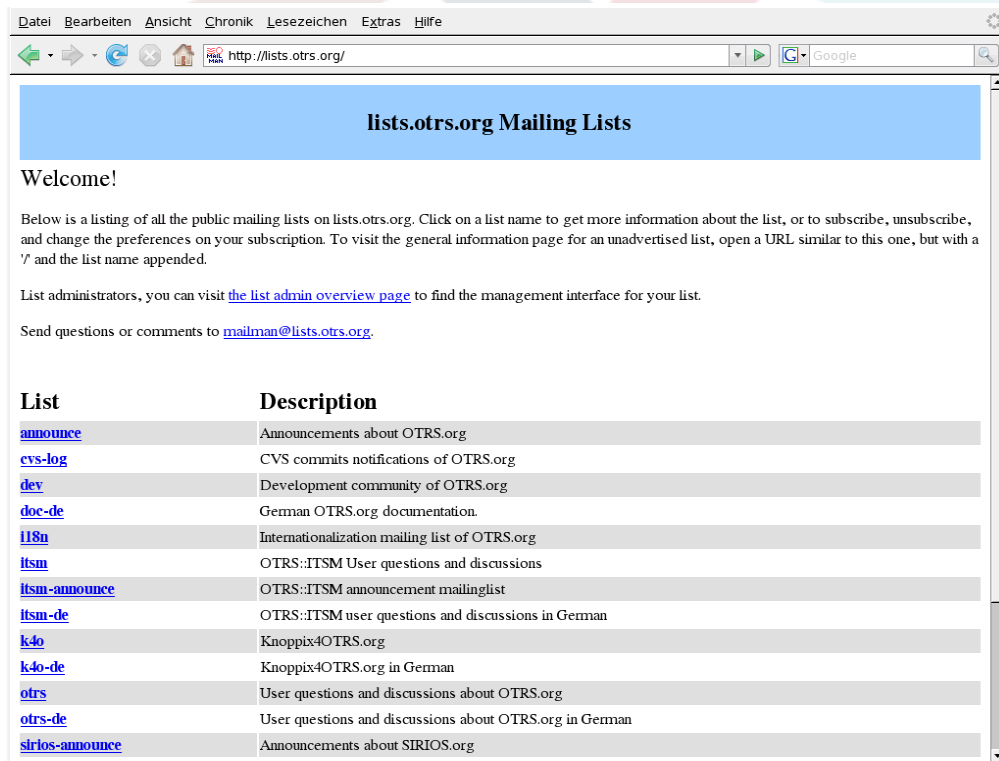 Datei Bearbeiten Ansicht Chronik Lesezeichen Extras Hilfe
MAIL MAN http://lists.otrs.org/ G Google
lists.otrs.org Mailing Lists
Welcome!
Below is a listing of all the public mailing lists on lists.otrs.org. Click on a list name to get more information about the list, or to subscribe, unsubscribe,
and change the preferences on your subscription. To visit the general information page for an unadvertised list, open a URL similar to this one, but with a
'/' and the list name appended.
List administrators, you can visit the list admin overview page to find the management interface for your list.
Send questions or comments to mailman@lists.otrs.org.
List Description
announce Announcements about OTRS.org
cvs-log CVS commits notifications of OTRS.org
dev Development community of OTRS.org
doc-de German OTRS.org documentation.
i18n Internationalization mailing list of OTRS.org
itsm OTRS::ITSM User questions and discussions
itsm-announce OTRS::ITSM announcement mailinglist
itsm-de OTRS::ITSM user questions and discussions in German
k4o Knoppix4OTRS.org
k4o-de Knoppix4OTRS.org in German
otrs User questions and discussions about OTRS.org
otrs-de User questions and discussions about OTRS.org in German
sirios-announce Announcements about SIRIOS.org